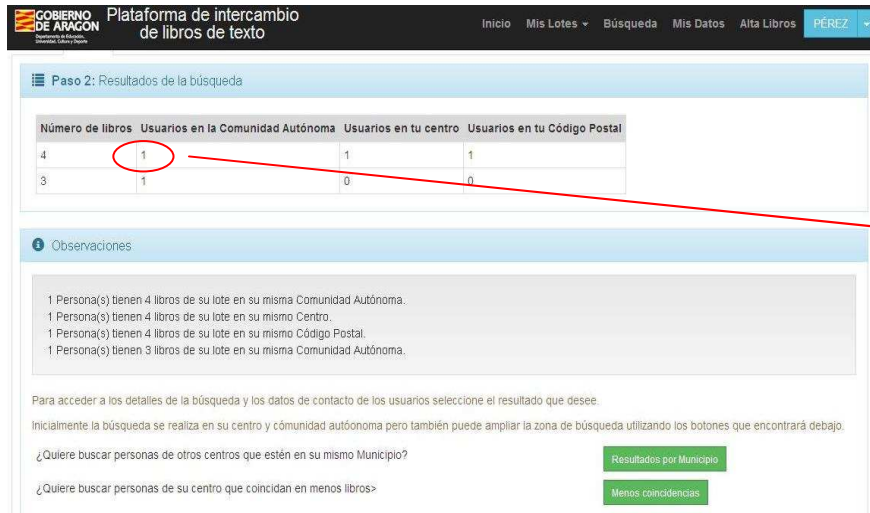 GOBIERNO DE ARAGON
Departamento de Educación, Universidad, Cultura y Deporte
Plataforma de intercambio de libros de texto
Inicio Mis Lotes Búsqueda Mis Datos Alta Libros PÉREZ
Paso 2: Resultados de la búsqueda
Número de libros Usuarios en la Comunidad Autónoma Usuarios en tu centro Usuarios en tu Código Postal
4 1 1 1
3 1 0 0
Observaciones
1 Persona(s) tienen 4 libros de su lote en su misma Comunidad Autónoma.
1 Persona(s) tienen 4 libros de su lote en su mismo Centro.
1 Persona(s) tienen 4 libros de su lote en su mismo Código Postal.
1 Persona(s) tienen 3 libros de su lote en su misma Comunidad Autónoma.
Para acceder a los detalles de la búsqueda y los datos de contacto de los usuarios seleccione el resultado que desee.
Inicialmente la búsqueda se realiza en su centro y cómunidad autóonoma pero también puede ampliar la zona de búsqueda utilizando los botones que encontrará debajo.
¿Quiere buscar personas de otros centros que estén en su mismo Municipio? Resultados por Municipio
¿Quiere buscar personas de su centro que coincidan en menos libros> Menos coincidencias